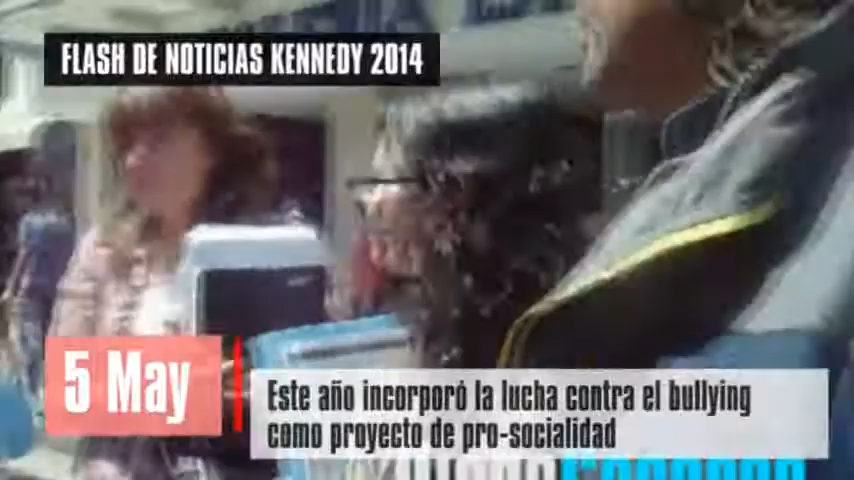 FLASH DE NOTICIAS KENNEDY 2014
5 May
Este año incorporó la lucha contra el bullying
como proyecto de pro-socialidad